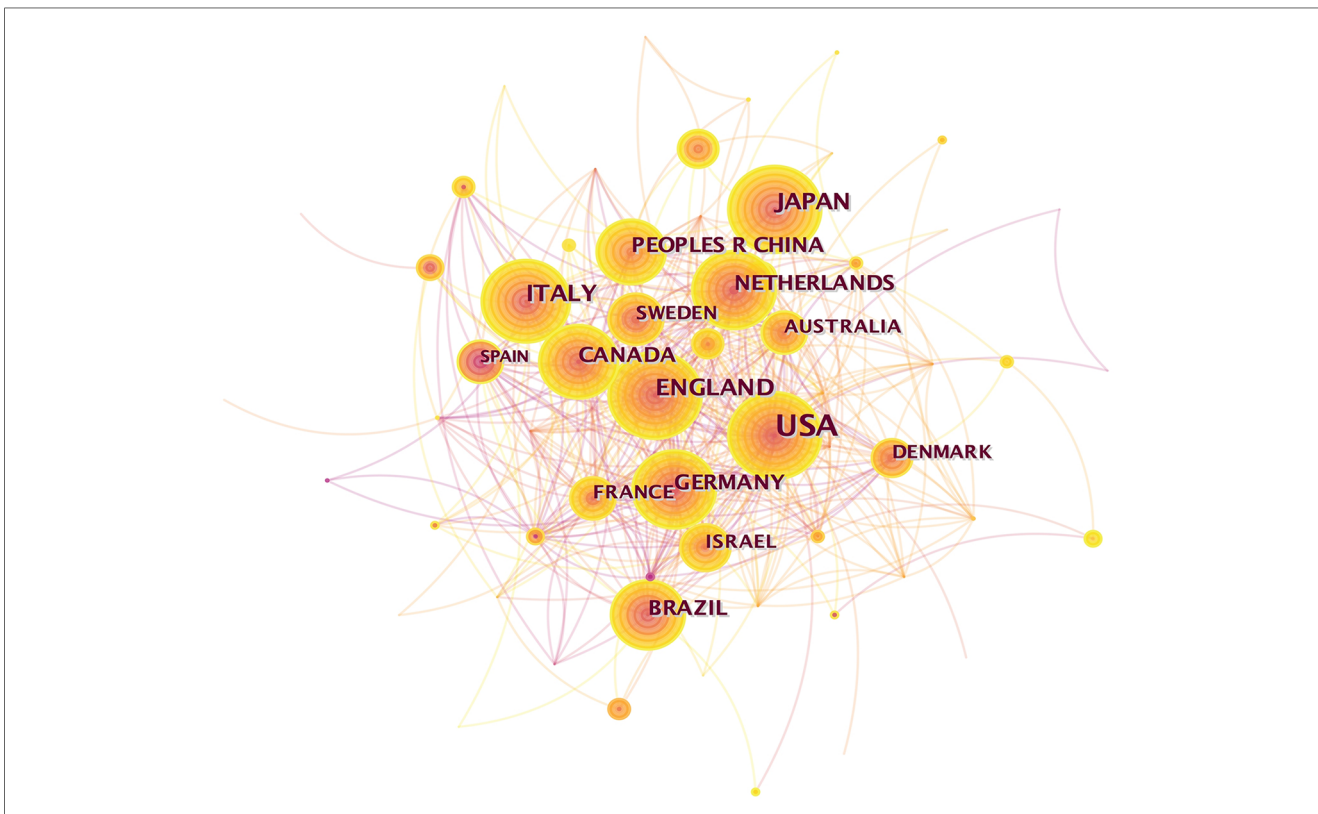 JAPAN
PEOPLES R CHINA
NETHERLANDS
ITALY
SWEDEN
AUSTRALIA
SPAIN
CANADA
ENGLAND
USA
DENMARK
GERMANY
FRANCE
ISRAEL
BRAZIL